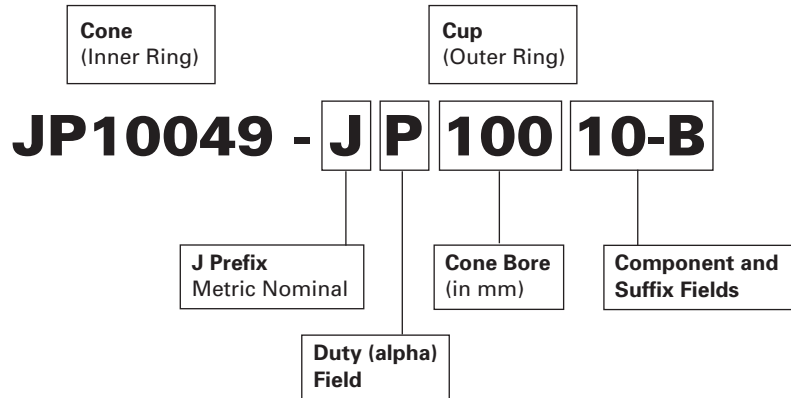 Cone
(Inner Ring)
Cup
(Outer Ring)
JP10049 - J P 100 10-B
J Prefix
Metric Nominal
Cone Bore
(in mm)
Component and
Suffix Fields
Duty (alpha)
Field